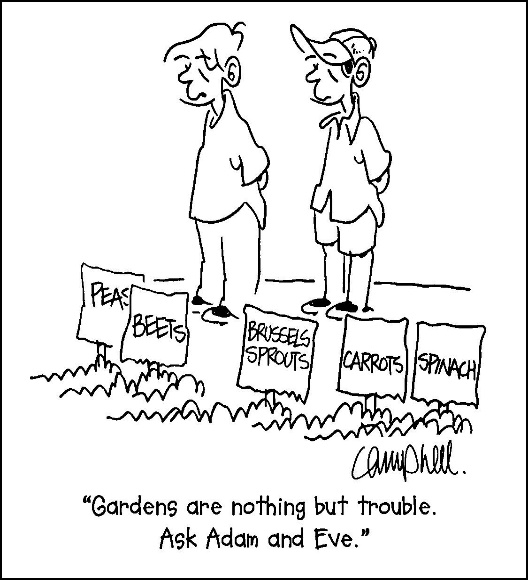 PEAS
BEETS
BRUSSELS
SPROUTS
CARROTS
SPINACH
Campbell.
“Gardens are nothing but trouble.
Ask Adam and Eve.”